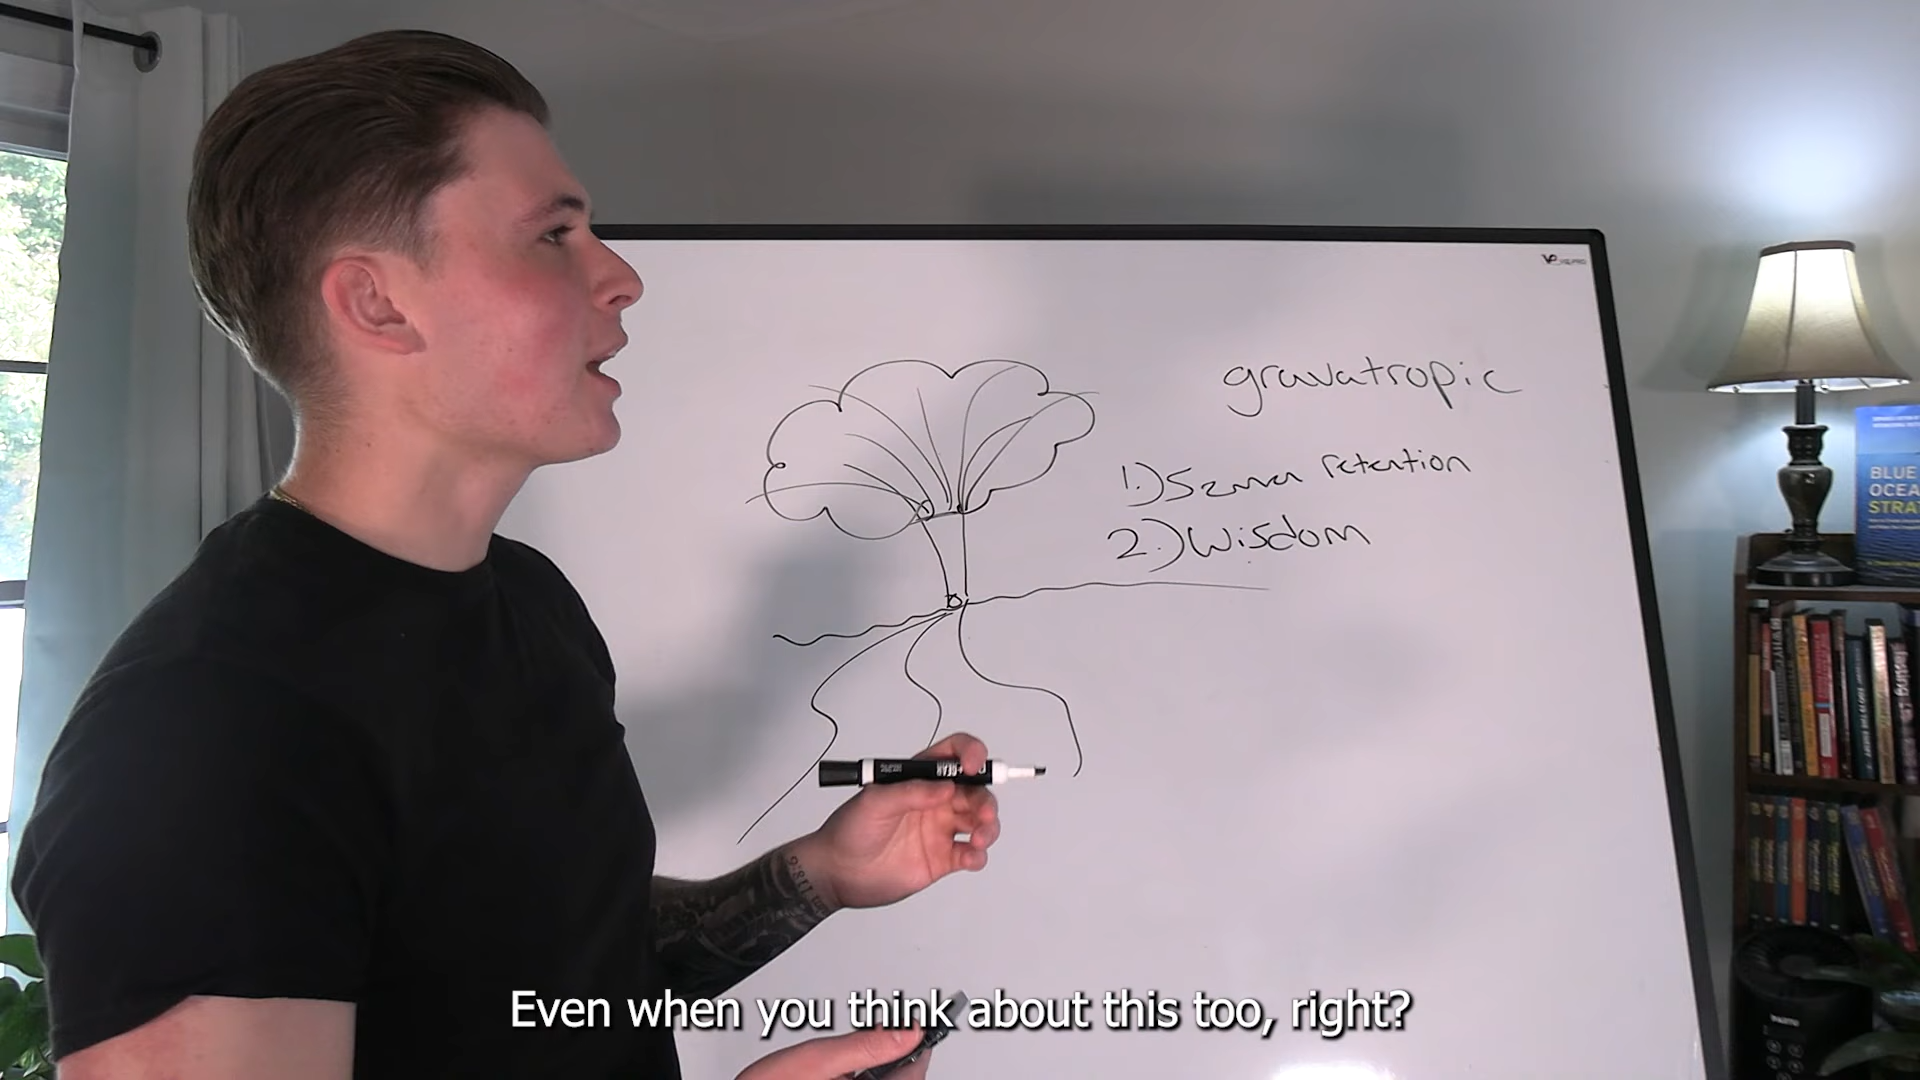 gravatropic
1.) Semen retention
2.) Wisdom
BLUE
OCEA
STRA
Even when you think about this too, right?